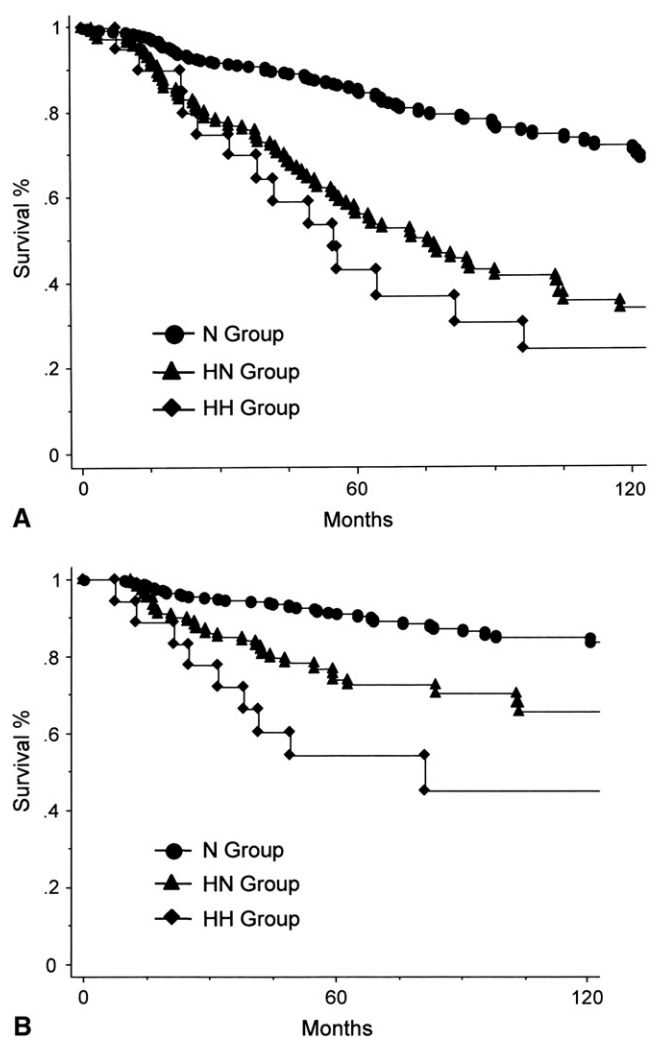 1
.8
.6
.4
.2
0
Survival %
N Group
HN Group
HH Group
0
60
120
Months
A
1
.8
.6
.4
.2
0
Survival %
N Group
HN Group
HH Group
0
60
120
Months
B